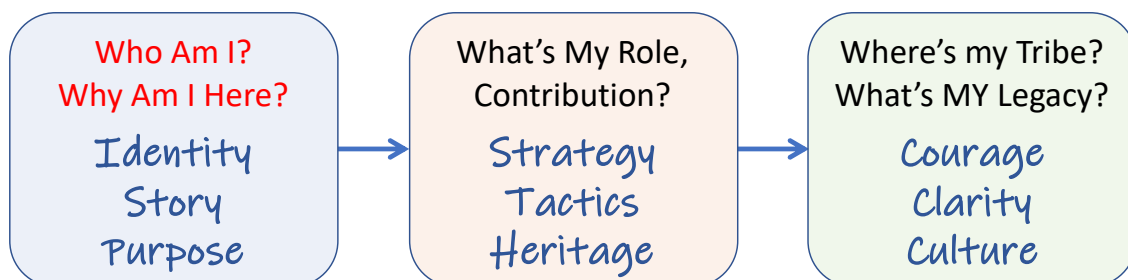 Who Am I?
Why Am I Here?
Identity
Story
Purpose
What’s My Role,
Contribution?
Strategy
Tactics
Heritage
Where’s my Tribe?
What’s MY Legacy?
Courage
Clarity
Culture